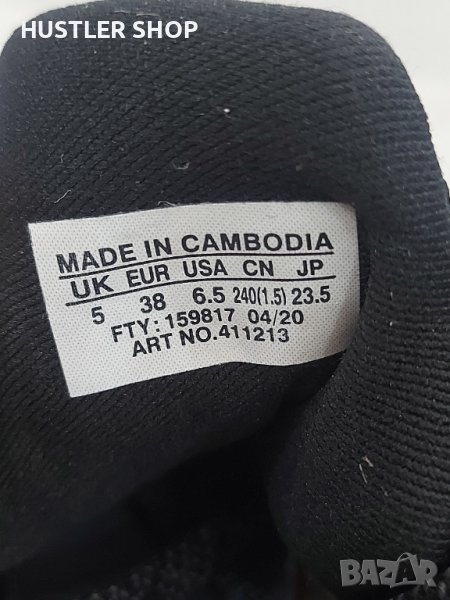 HUSTLER SHOP
MADE IN CAMBODIA
UK EUR USA CN JP
5 38 6.5 240(1.5) 23.5
FTY: 159817 04/20
ART NO.411213
BAZAR